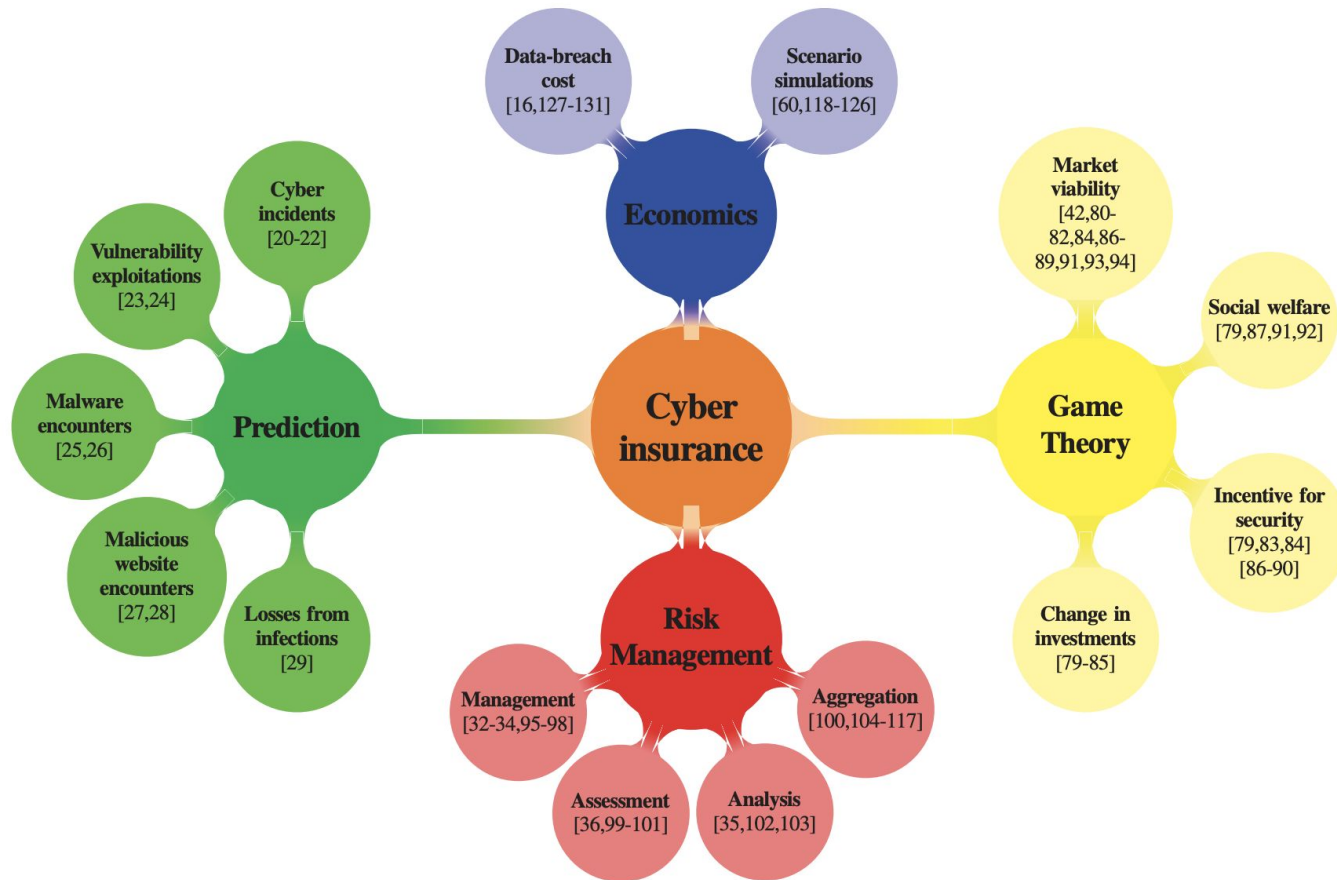 Data-breach
cost
[16,127-131]
Scenario
simulations
[60,118-126]
Economics
Cyber
incidents
[20-22]
Vulnerability
exploitations
[23,24]
Malware
encounters
[25,26]
Malicious
website
encounters
[27,28]
Losses from
infections
[29]
Prediction
Cyber
insurance
Game
Theory
Market
viability
[42,80-
82,84,86-
89,91,93,94]
Social welfare
[79,87,91,92]
Incentive for
security
[79,83,84]
[86-90]
Change in
investments
[79-85]
Risk
Management
Management
[32-34,95-98]
Assessment
[36,99-101]
Analysis
[35,102,103]
Aggregation
[100,104-117]